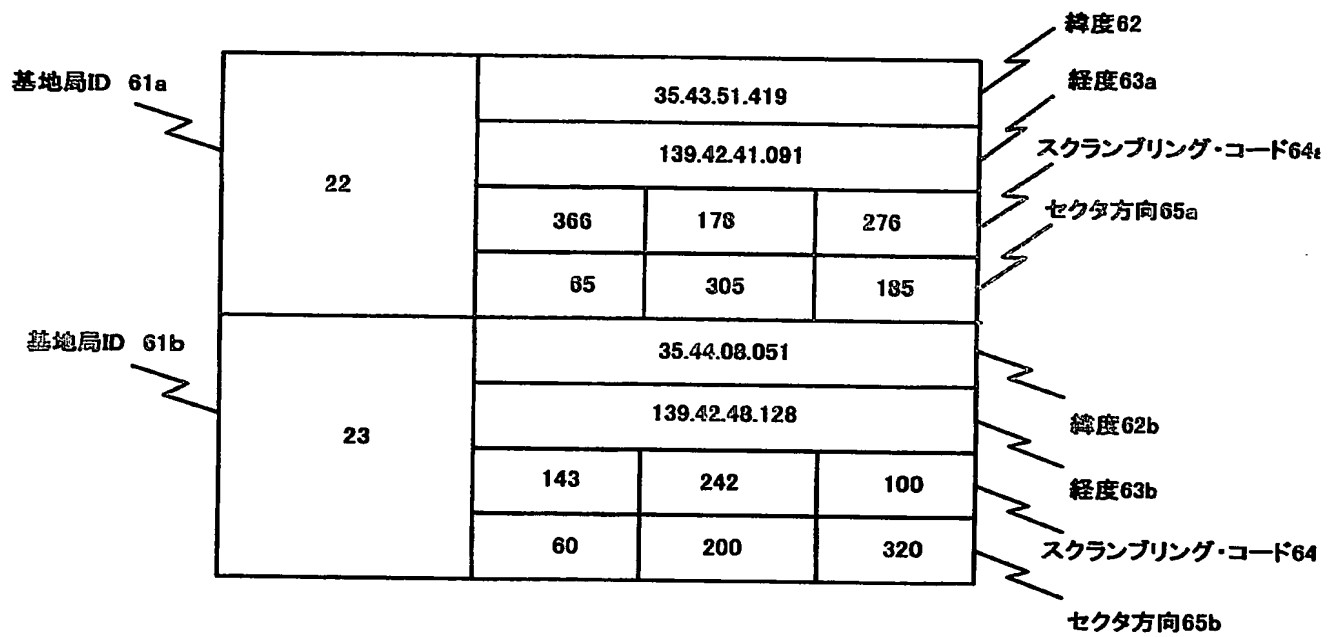 緯度62
基地局ID 61a
35.43.51.419
経度63a
139.42.41.091
スクランブリング・コード64a
22
366 178 276
セクタ方向65a
65 305 185
基地局ID 61b
35.44.08.051
139.42.48.128
緯度62b
23
143 242 100
経度63b
60 200 320
スクランブリング・コード64
セクタ方向65b